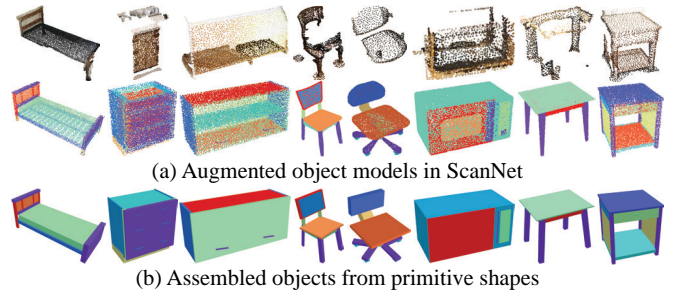 (a) Augmented object models in ScanNet
(b) Assembled objects from primitive shapes